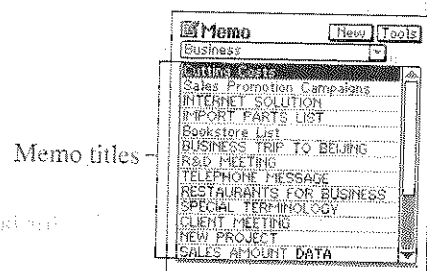 Memo New Tools
Business
Cutting Costs
Sales Promotion Campaigns
INTERNET SOLUTION
IMPORT PARTS LIST
Bookstore List
BUSINESS TRIP TO BEIJING
Memo titles
R&D MEETING
TELEPHONE MESSAGE
RESTAURANTS FOR BUSINESS
SPECIAL TERMINOLOGY
CLIENT MEETING
NEW PROJECT
SALES AMOUNT DATA